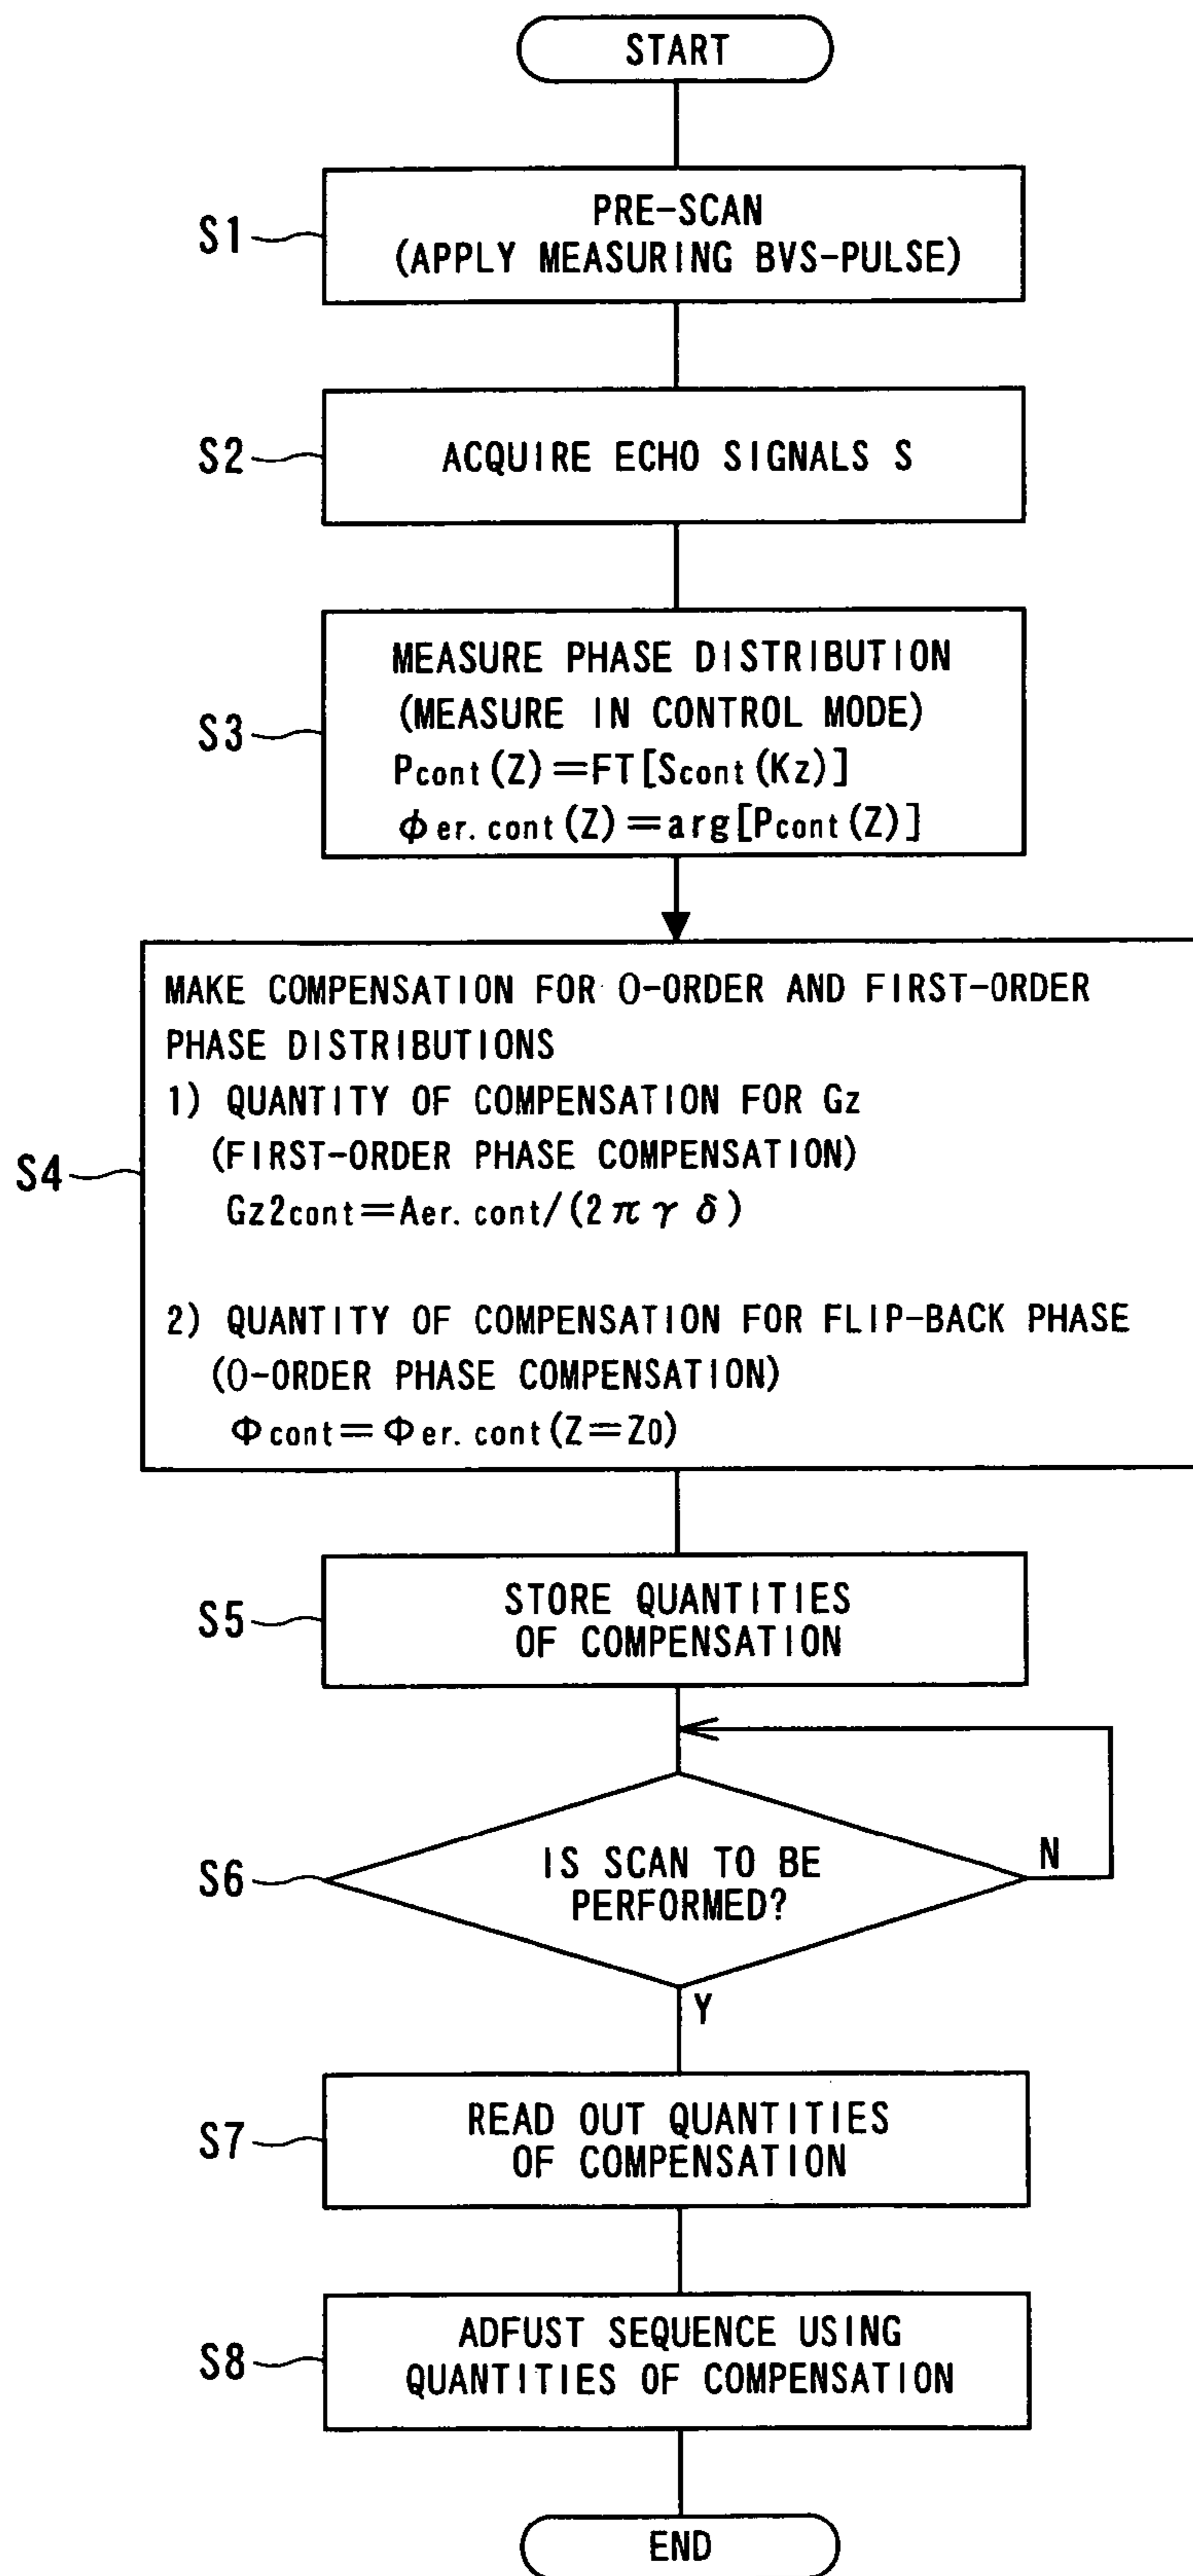 START
S1
PRE-SCAN
(APPLY MEASURING BVS-PULSE)
S2
ACQUIRE ECHO SIGNALS S
S3
MEASURE PHASE DISTRIBUTION
(MEASURE IN CONTROL MODE)
Pcont(Z)=FT[Scont(Kz)]
ϕer.cont(Z)=arg[Pcont(Z)]
S4
MAKE COMPENSATION FOR 0-ORDER AND FIRST-ORDER
PHASE DISTRIBUTIONS
1) QUANTITY OF COMPENSATION FOR Gz
(FIRST-ORDER PHASE COMPENSATION)
Gz2cont=Aer.cont/(2πγδ)
2) QUANTITY OF COMPENSATION FOR FLIP-BACK PHASE
(0-ORDER PHASE COMPENSATION)
Φcont=Φer.cont(Z=Z0)
S5
STORE QUANTITIES
OF COMPENSATION
S6
IS SCAN TO BE
PERFORMED?
N
Y
S7
READ OUT QUANTITIES
OF COMPENSATION
S8
ADFUST SEQUENCE USING
QUANTITIES OF COMPENSATION
END